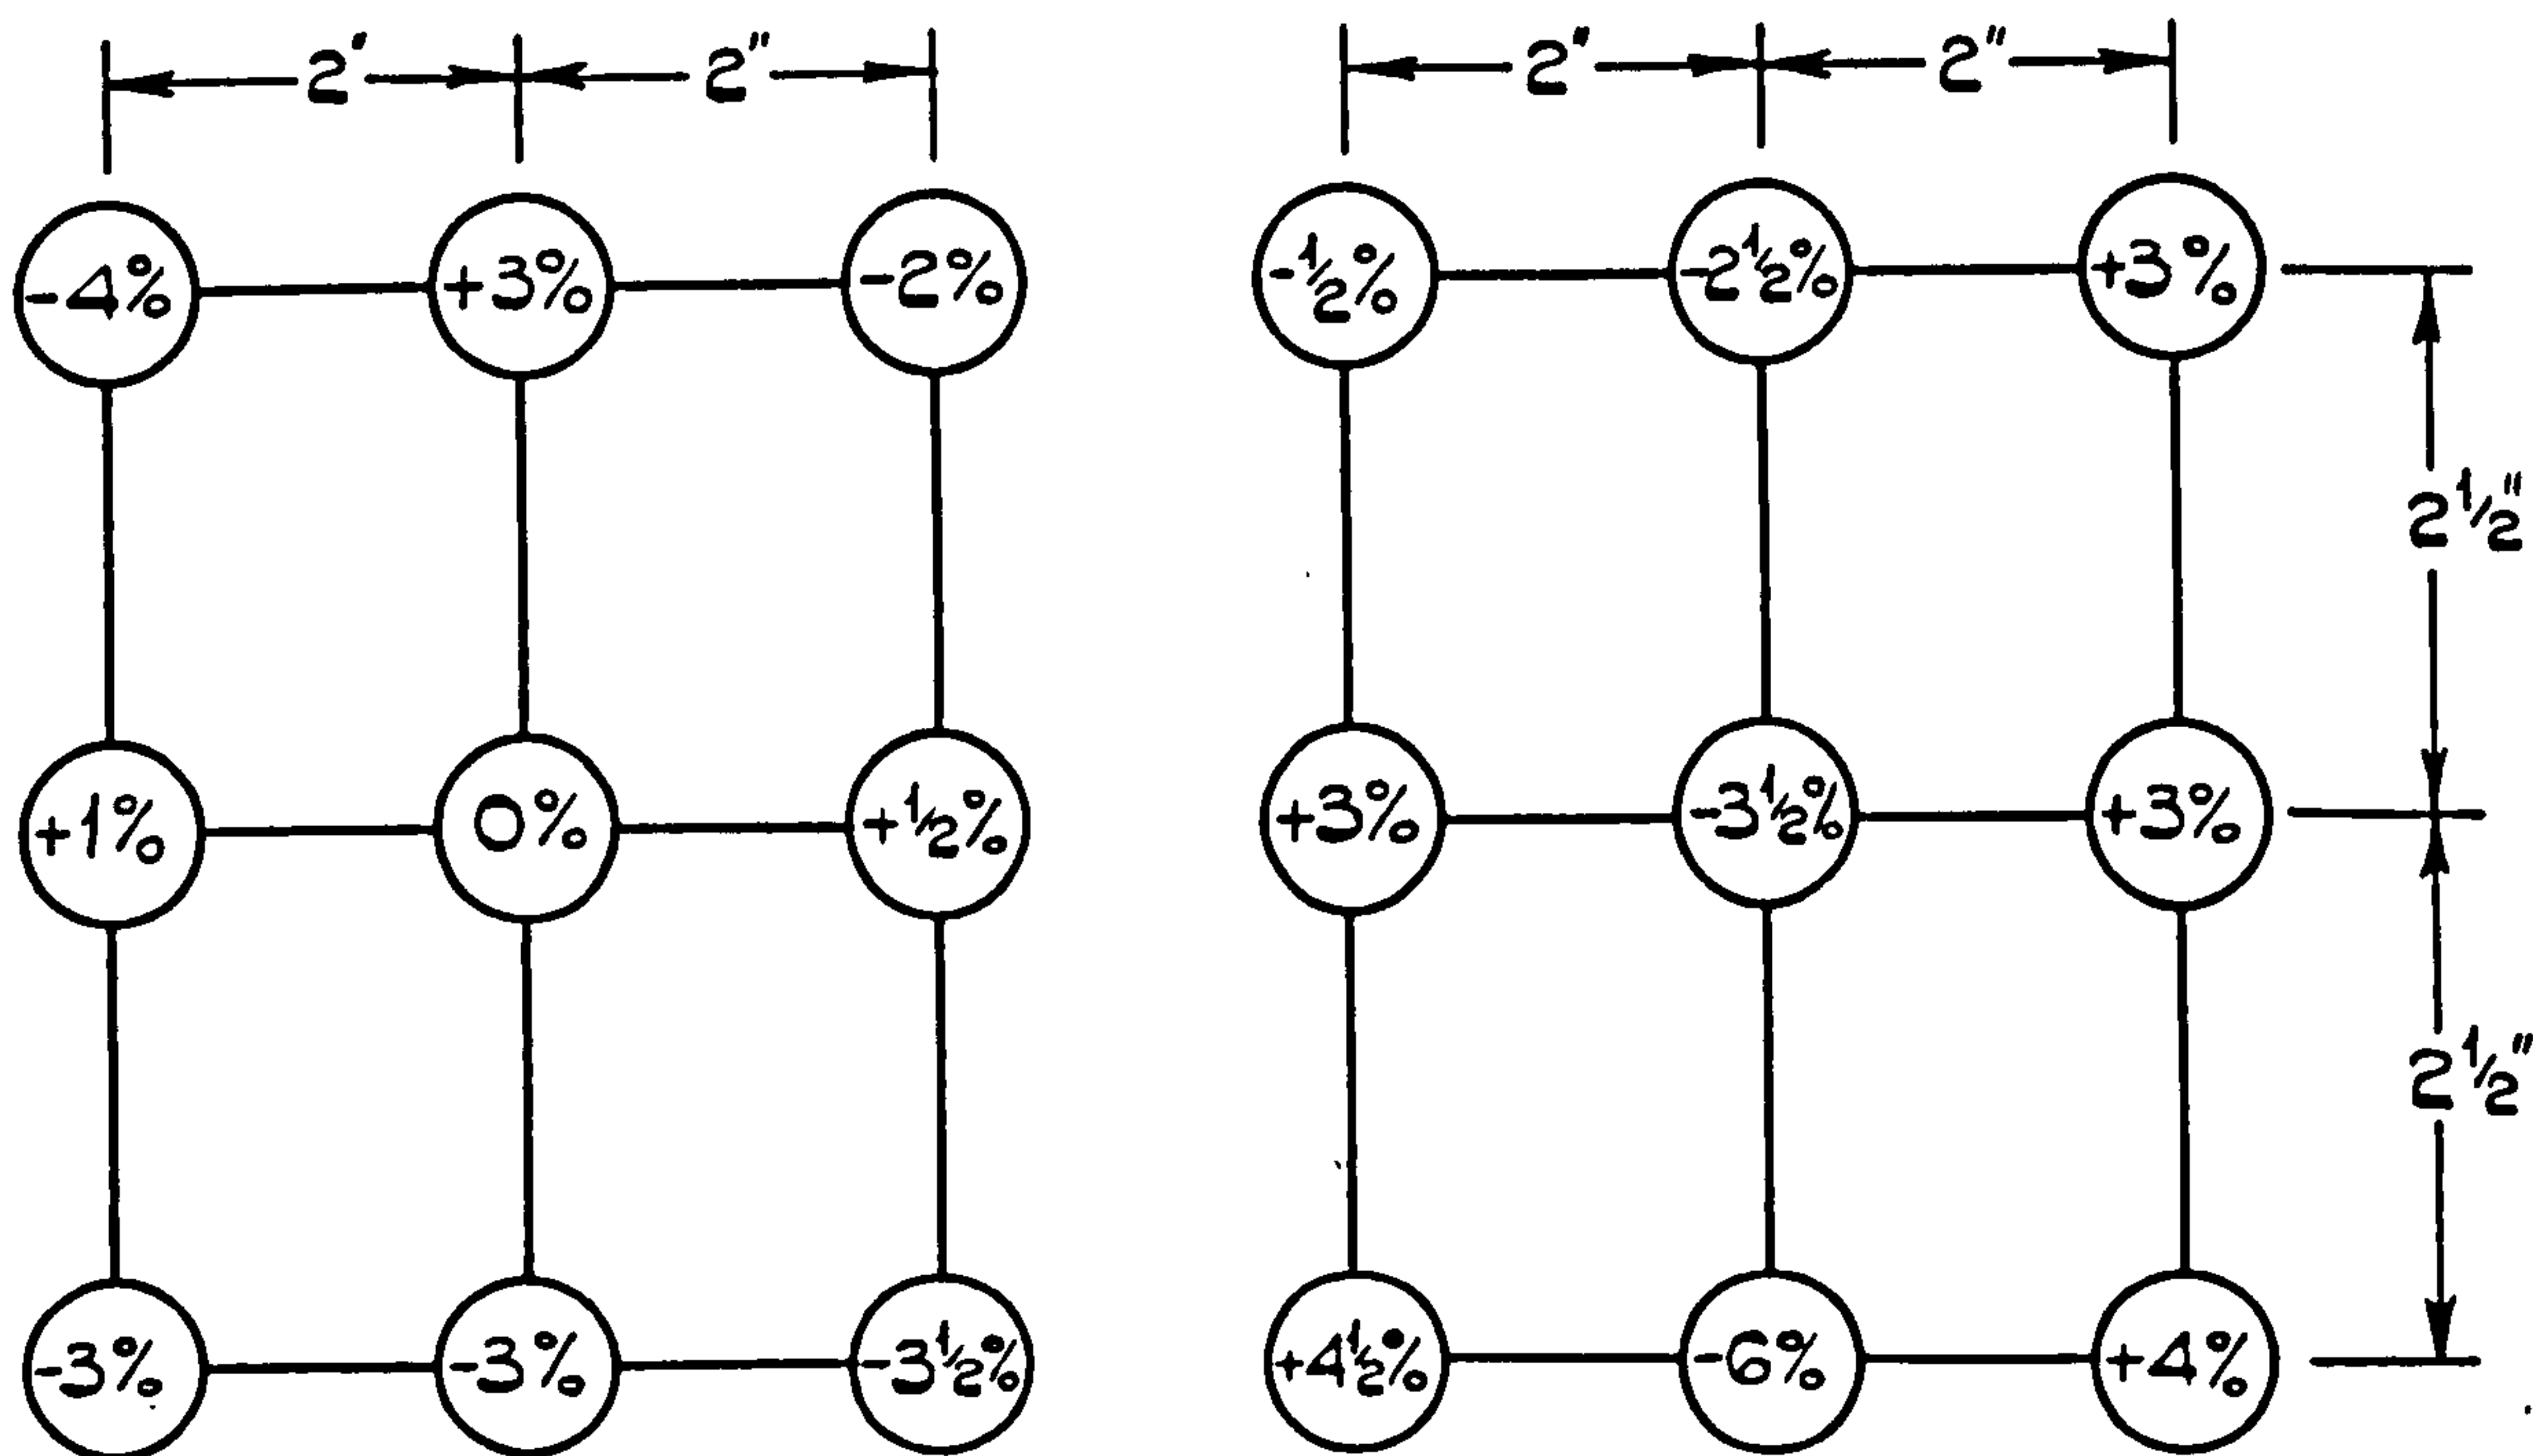 2" 2" 2" 2"
-4% +3% -2% -½% -2½% +3%
2½"
+1% 0% +½% +3% -3½% +3%
2½"
-3% -3% -3½% +4½% -6% +4%